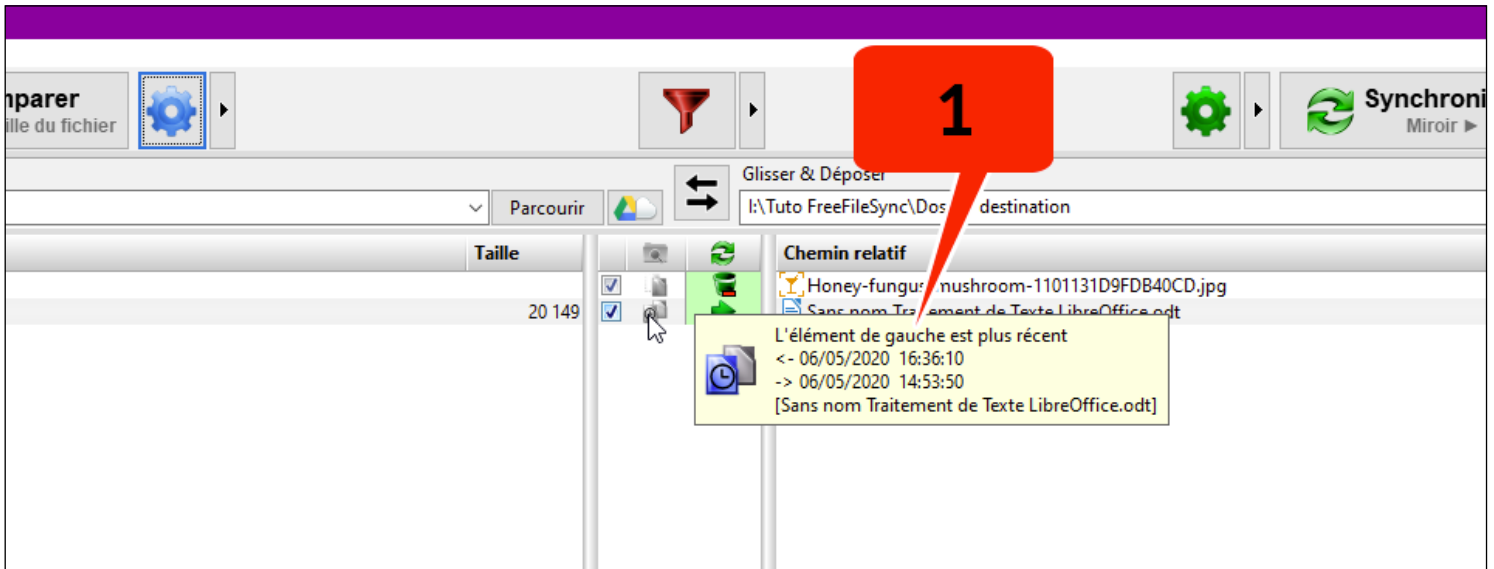 1
mparer
ille du fichier
Synchroni
Miroir
Glisser & Déposer
Parcourir
I:\Tuto FreeFileSync\Dos destination
Taille
Chemin relatif
Honey-fungus mushroom-1101131D9FDB40CD.jpg
20 149
Sans nom Traitement de Texte LibreOffice.odt
L'élément de gauche est plus récent
<- 06/05/2020 16:36:10
-> 06/05/2020 14:53:50
[Sans nom Traitement de Texte LibreOffice.odt]